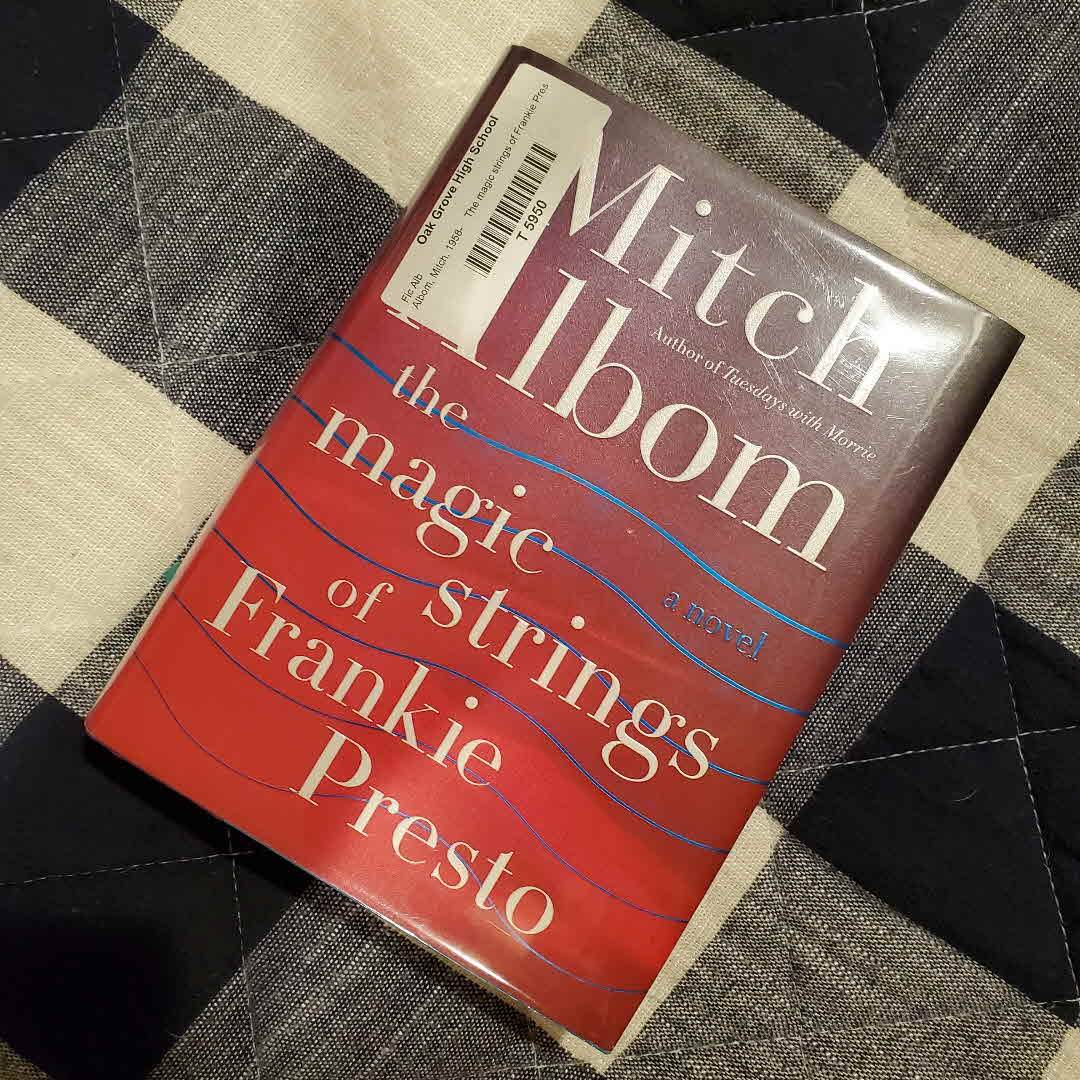 Oak Grove High School
Fic Alb
Albom, Mitch, 1958- The magic strings of Frankie Pres
T 5950
Mitch
Albom
Author of Tuesdays with Morrie
the
magic
strings
of
Frankie
Presto
a novel